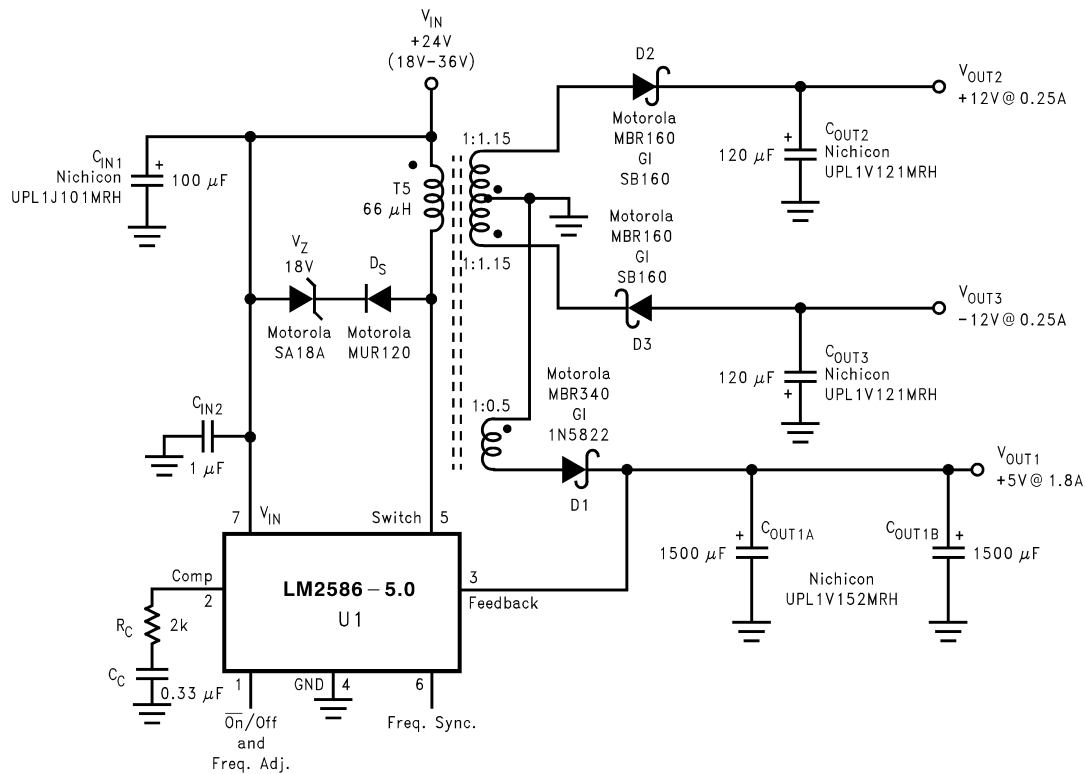 V_IN
+24V
(18V-36V)
D2
Motorola
MBR160
GI
SB160
V_OUT2
+12V@ 0.25A
C_IN1
Nichicon
UPL1J101MRH
+
100 μF
T5
66 μH
1:1.15
1:1.15
120 μF
+
C_OUT2
Nichicon
UPL1V121MRH
Motorola
MBR160
GI
SB160
D3
V_OUT3
-12V@ 0.25A
V_Z
18V
Motorola
SA18A
D_S
Motorola
MUR120
120 μF
+
C_OUT3
Nichicon
UPL1V121MRH
C_IN2
1 μF
1:0.5
Motorola
MBR340
GI
1N5822
D1
V_OUT1
+5V@ 1.8A
1500 μF
+
C_OUT1A
C_OUT1B
+
1500 μF
Nichicon
UPL1V152MRH
7
V_IN
Switch
5
Comp
2
LM2586-5.0
U1
3
Feedback
R_C
2k
C_C
0.33 μF
1
GND
4
6
O̅n̅/Off
and
Freq. Adj.
Freq. Sync.